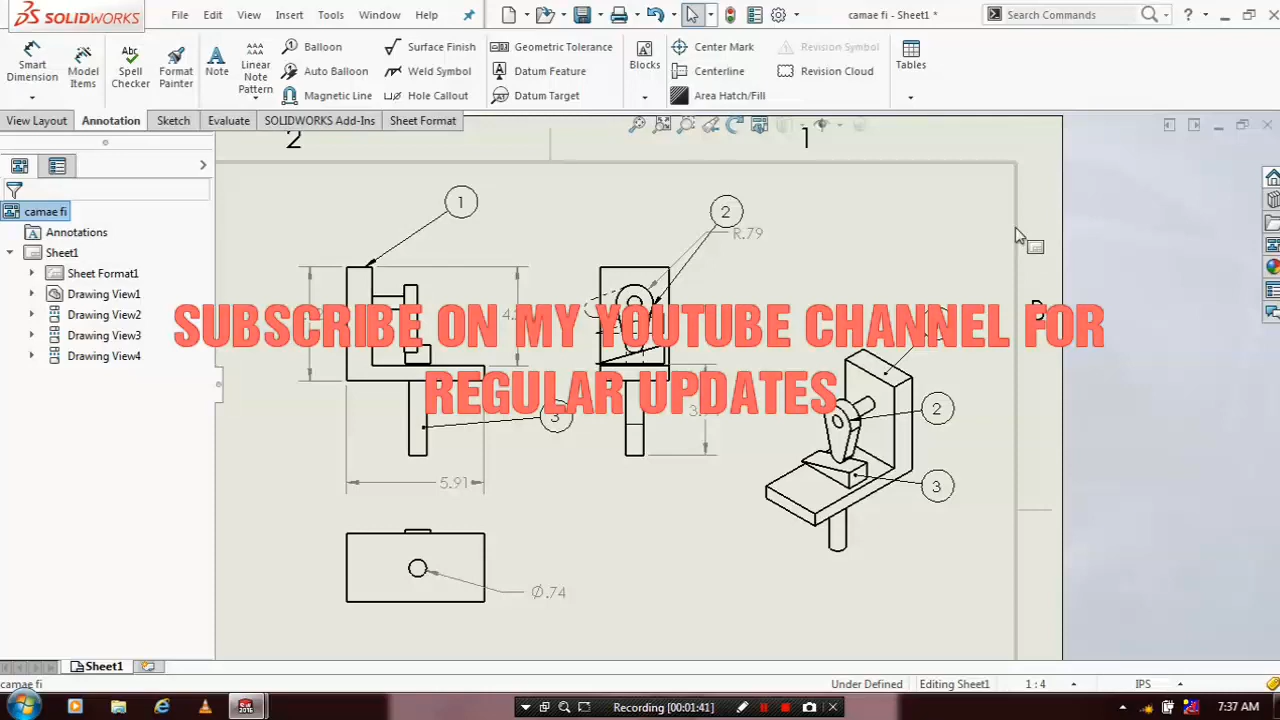 SOLIDWORKS File Edit View Insert Tools Window Help camae fi - Sheet1 * Search Commands ?
Smart Dimension Model Items abc Spell Checker Format Painter Note Linear Note Pattern Balloon Auto Balloon Magnetic Line Surface Finish Weld Symbol Hole Callout Geometric Tolerance Datum Feature Datum Target Blocks Center Mark Centerline Area Hatch/Fill Revision Symbol Revision Cloud Tables
View Layout Annotation Sketch Evaluate SOLIDWORKS Add-Ins Sheet Format
2 1
camae fi
Annotations
Sheet1
Sheet Format1
Drawing View1
Drawing View2
Drawing View3
Drawing View4
1
2
R.79
SUBSCRIBE ON MY YOUTUBE CHANNEL FOR
REGULAR UPDATES
2
3
3
5.91
Ø.74
Sheet1
camae fi Under Defined Editing Sheet1 1 : 4 IPS
Recording [00:01:41] 7:37 AM